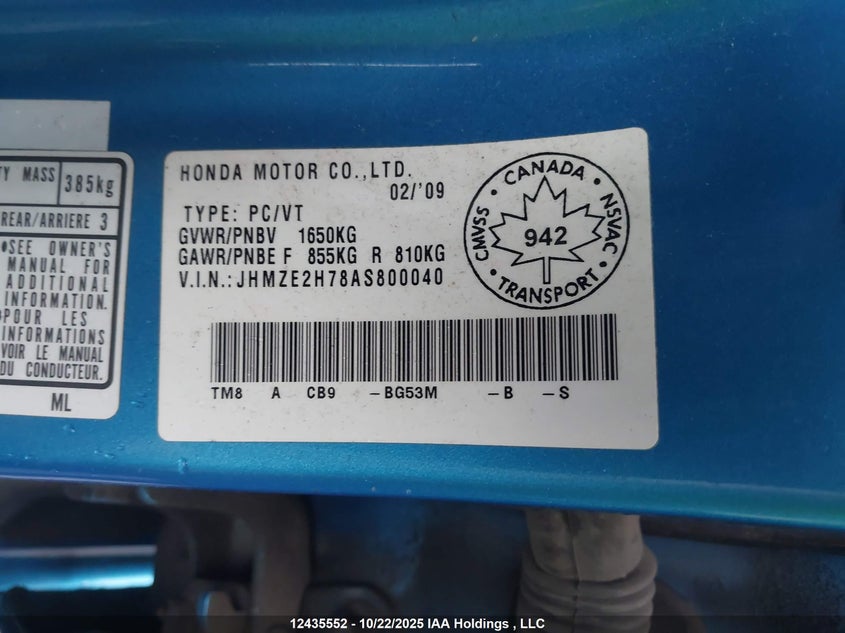 TY MASS 385kg
REAR/ARRIERE 3
•SEE OWNER'S
MANUAL FOR
ADDITIONAL
INFORMATION.
•POUR LES
INFORMATIONS
VOIR LE MANUAL
DU CONDUCTEUR.
ML
HONDA MOTOR CO.,LTD.
02/'09
TYPE: PC/VT
GVWR/PNBV 1650KG
GAWR/PNBE F 855KG R 810KG
V.I.N.:JHMZE2H78AS800040
CMVSS • CANADA • NSVAC • TRANSPORT •
942
TM8 A CB9 -BG53M -B -S
12435552 - 10/22/2025 IAA Holdings , LLC